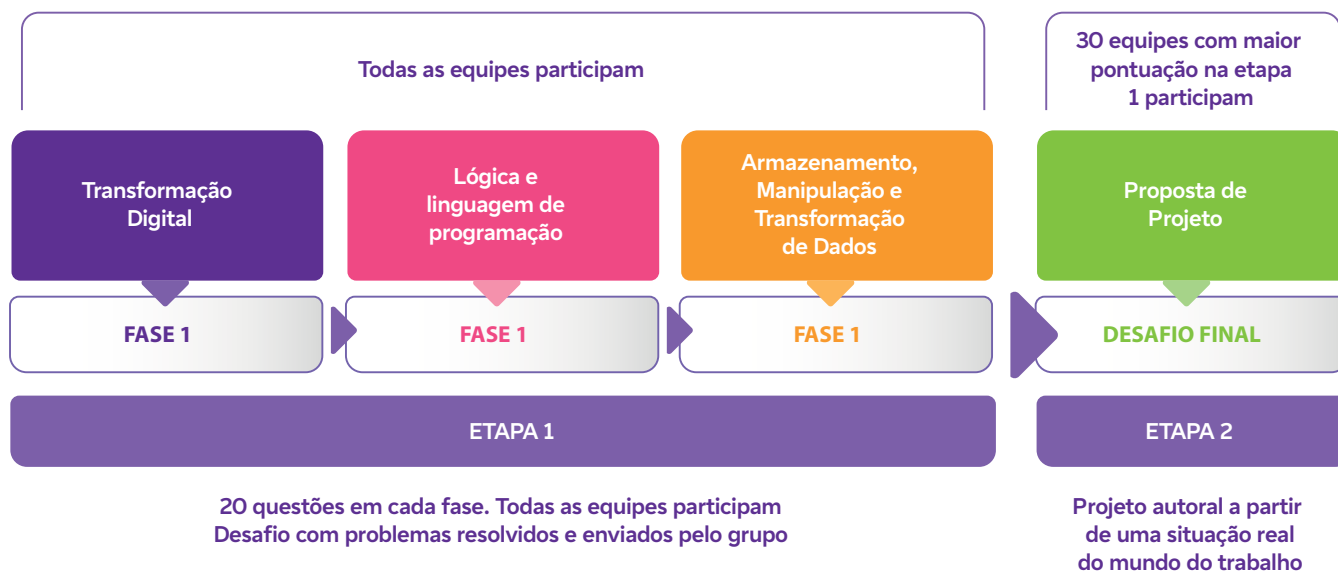 Todas as equipes participam
30 equipes com maior
pontuação na etapa
1 participam
Transformação
Digital
Lógica e
linguagem de
programação
Armazenamento,
Manipulação e
Transformação
de Dados
Proposta de
Projeto
FASE 1
FASE 1
FASE 1
DESAFIO FINAL
ETAPA 1
ETAPA 2
20 questões em cada fase. Todas as equipes participam
Desafio com problemas resolvidos e enviados pelo grupo
Projeto autoral a partir
de uma situação real
do mundo do trabalho